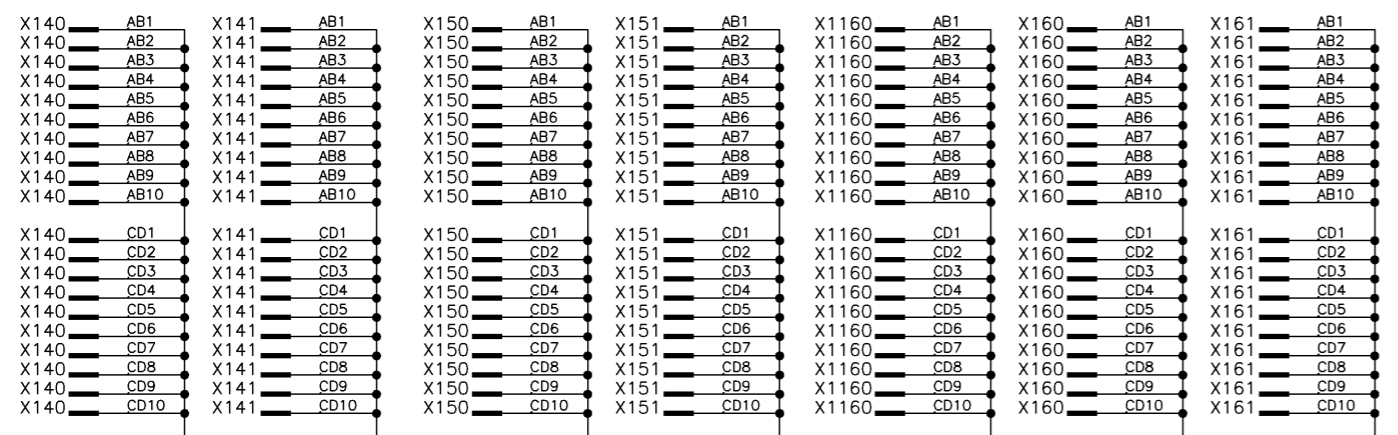 X140 AB1 X141 AB1 X150 AB1 X151 AB1 X1160 AB1 X160 AB1 X161 AB1
X140 AB2 X141 AB2 X150 AB2 X151 AB2 X1160 AB2 X160 AB2 X161 AB2
X140 AB3 X141 AB3 X150 AB3 X151 AB3 X1160 AB3 X160 AB3 X161 AB3
X140 AB4 X141 AB4 X150 AB4 X151 AB4 X1160 AB4 X160 AB4 X161 AB4
X140 AB5 X141 AB5 X150 AB5 X151 AB5 X1160 AB5 X160 AB5 X161 AB5
X140 AB6 X141 AB6 X150 AB6 X151 AB6 X1160 AB6 X160 AB6 X161 AB6
X140 AB7 X141 AB7 X150 AB7 X151 AB7 X1160 AB7 X160 AB7 X161 AB7
X140 AB8 X141 AB8 X150 AB8 X151 AB8 X1160 AB8 X160 AB8 X161 AB8
X140 AB9 X141 AB9 X150 AB9 X151 AB9 X1160 AB9 X160 AB9 X161 AB9
X140 AB10 X141 AB10 X150 AB10 X151 AB10 X1160 AB10 X160 AB10 X161 AB10
X140 CD1 X141 CD1 X150 CD1 X151 CD1 X1160 CD1 X160 CD1 X161 CD1
X140 CD2 X141 CD2 X150 CD2 X151 CD2 X1160 CD2 X160 CD2 X161 CD2
X140 CD3 X141 CD3 X150 CD3 X151 CD3 X1160 CD3 X160 CD3 X161 CD3
X140 CD4 X141 CD4 X150 CD4 X151 CD4 X1160 CD4 X160 CD4 X161 CD4
X140 CD5 X141 CD5 X150 CD5 X151 CD5 X1160 CD5 X160 CD5 X161 CD5
X140 CD6 X141 CD6 X150 CD6 X151 CD6 X1160 CD6 X160 CD6 X161 CD6
X140 CD7 X141 CD7 X150 CD7 X151 CD7 X1160 CD7 X160 CD7 X161 CD7
X140 CD8 X141 CD8 X150 CD8 X151 CD8 X1160 CD8 X160 CD8 X161 CD8
X140 CD9 X141 CD9 X150 CD9 X151 CD9 X1160 CD9 X160 CD9 X161 CD9
X140 CD10 X141 CD10 X150 CD10 X151 CD10 X1160 CD10 X160 CD10 X161 CD10